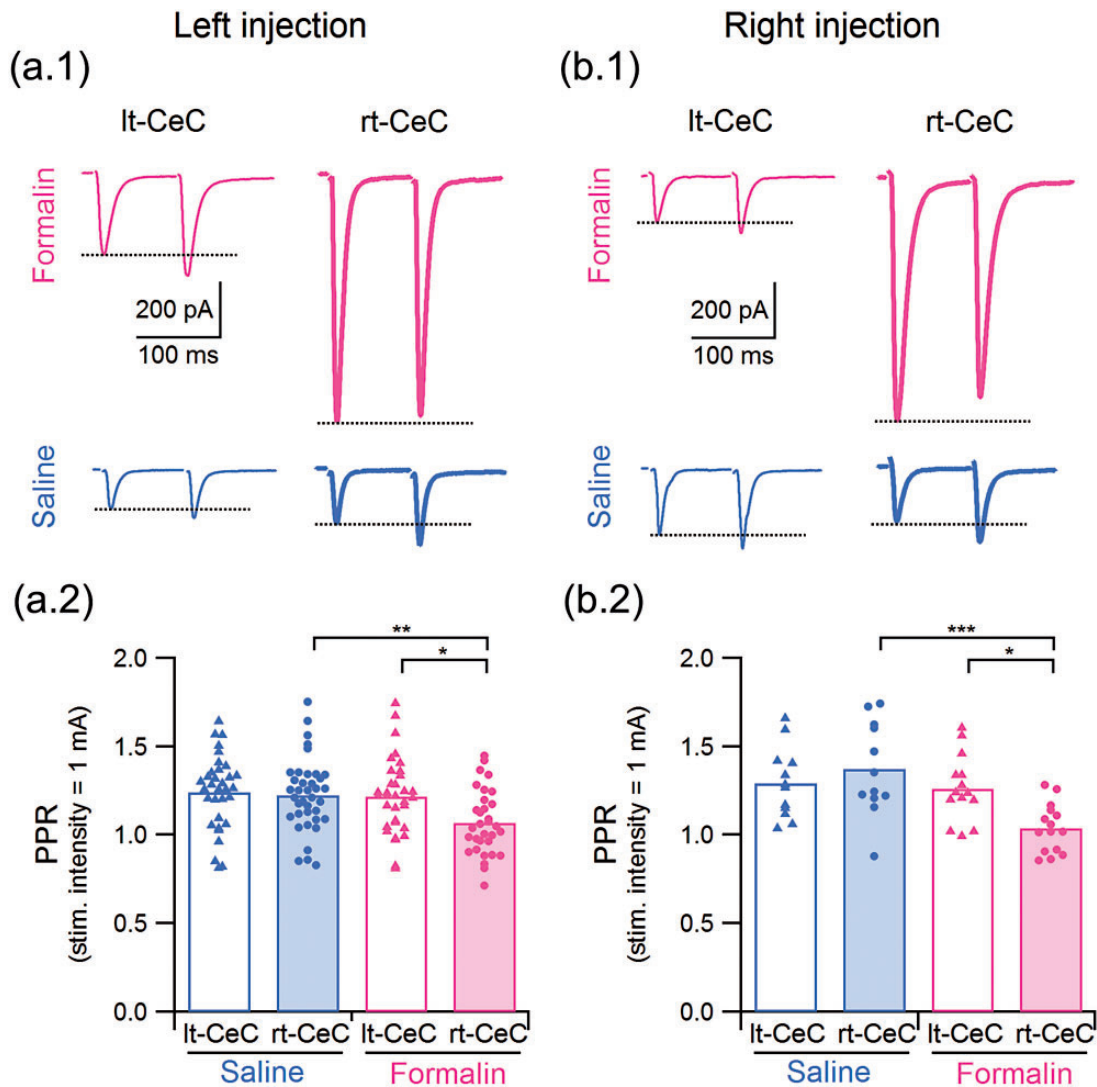 Left injection
Right injection
(a.1)
(b.1)
lt-CeC
rt-CeC
lt-CeC
rt-CeC
Formalin
Formalin
200 pA
100 ms
200 pA
100 ms
Saline
Saline
(a.2)
(b.2)
**
*
***
*
PPR
(stim. intensity = 1 mA)
2.0
1.5
1.0
0.5
0.0
lt-CeC
rt-CeC
lt-CeC
rt-CeC
Saline
Formalin
PPR
(stim. intensity = 1 mA)
2.0
1.5
1.0
0.5
0.0
lt-CeC
rt-CeC
lt-CeC
rt-CeC
Saline
Formalin